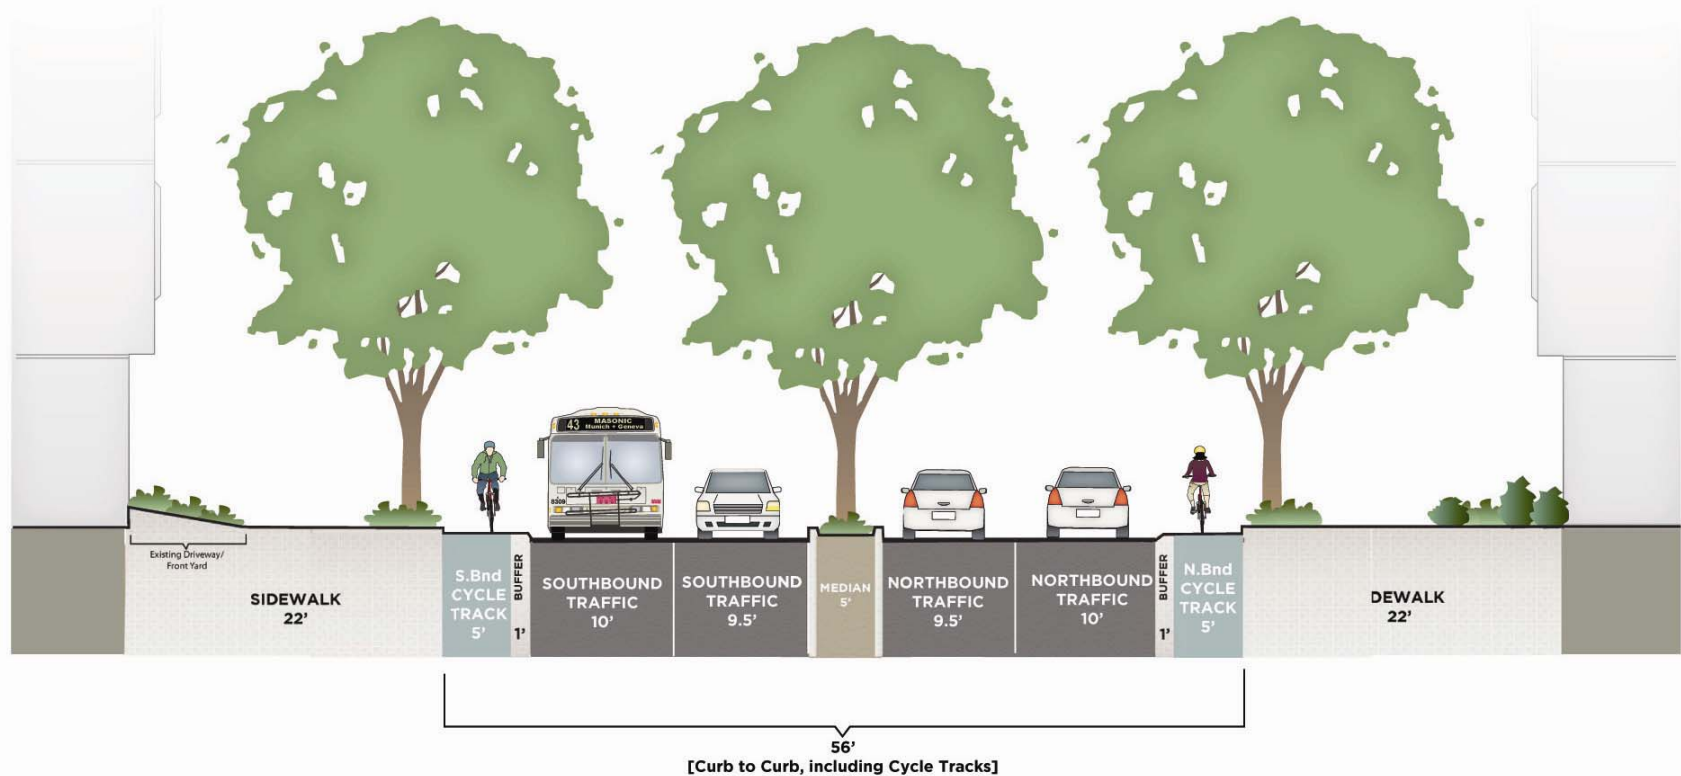 43 MASONIC
Munich + Geneva
Existing Driveway/
Front Yard
SIDEWALK
22'
S.Bnd
CYCLE
TRACK
5'
BUFFER
1'
SOUTHBOUND
TRAFFIC
10'
SOUTHBOUND
TRAFFIC
9.5'
MEDIAN
5'
NORTHBOUND
TRAFFIC
9.5'
NORTHBOUND
TRAFFIC
10'
BUFFER
1'
N.Bnd
CYCLE
TRACK
5'
DEWALK
22'
56'
[Curb to Curb, including Cycle Tracks]